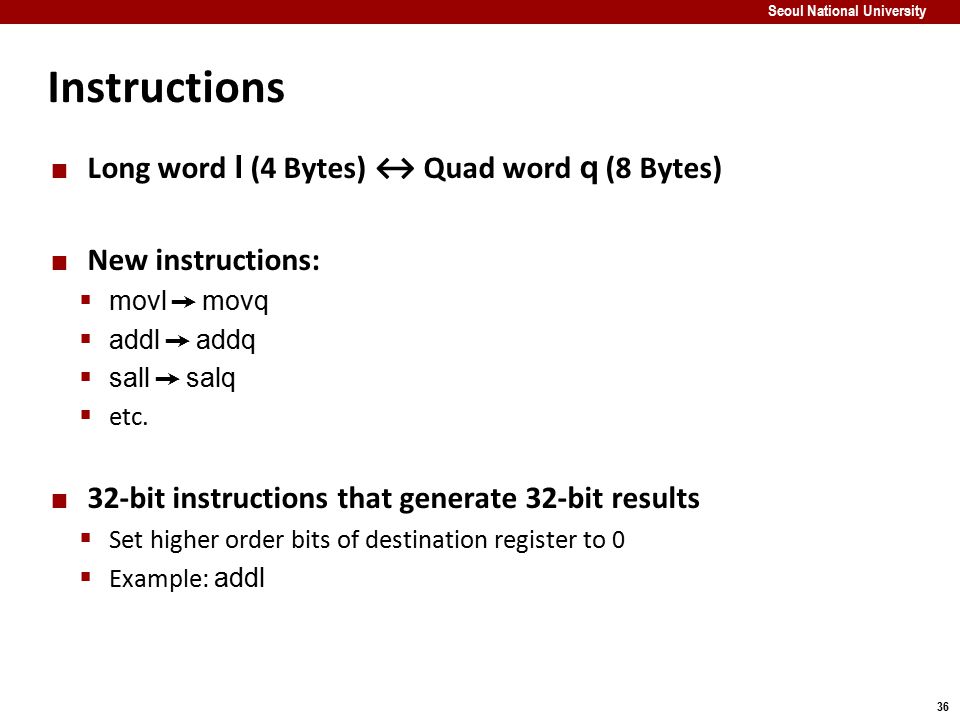 Seoul National University
Instructions
■ Long word l (4 Bytes) ↔ Quad word q (8 Bytes)
■ New instructions:
▪ movl ➙ movq
▪ addl ➙ addq
▪ sall ➙ salq
▪ etc.
■ 32-bit instructions that generate 32-bit results
▪ Set higher order bits of destination register to 0
▪ Example: addl
36